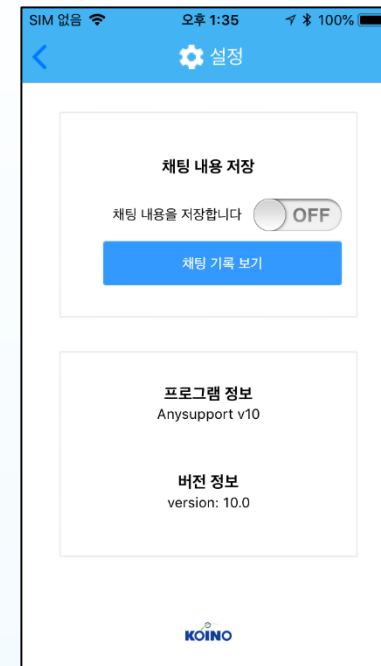 SIM 없음 오후 1:35 100%
설정
채팅 내용 저장
채팅 내용을 저장합니다 OFF
채팅 기록 보기
프로그램 정보
Anysupport v10
버전 정보
version: 10.0
KOINO